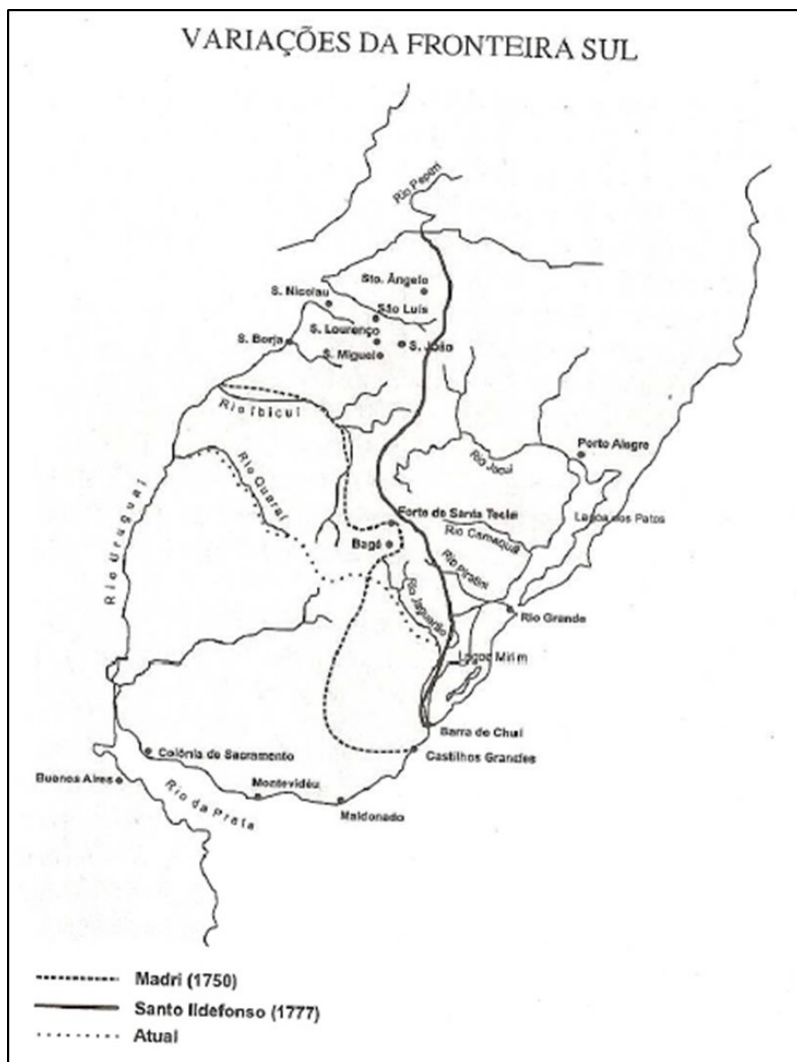 VARIAÇÕES DA FRONTEIRA SUL
Rio Pepiri
Sto. Ângelo
S. Nicolau
São Luís
S. Lourenço
S. Borja
S. João
S. Miguel
Rio Ibicuí
Porto Alegre
Rio Jacuí
Rio Quaraí
Forte de Santa Tecla
Lagoa dos Patos
Rio Camaquã
Bagé
Rio Piratini
Rio Uruguai
Rio Jaguarão
Rio Grande
Lagoa Mirim
Barra do Chuí
Colônia de Sacramento
Castilhos Grandes
Buenos Aires
Montevidéu
Rio da Prata
Maldonado
Madri (1750)
Santo Ildefonso (1777)
Atual